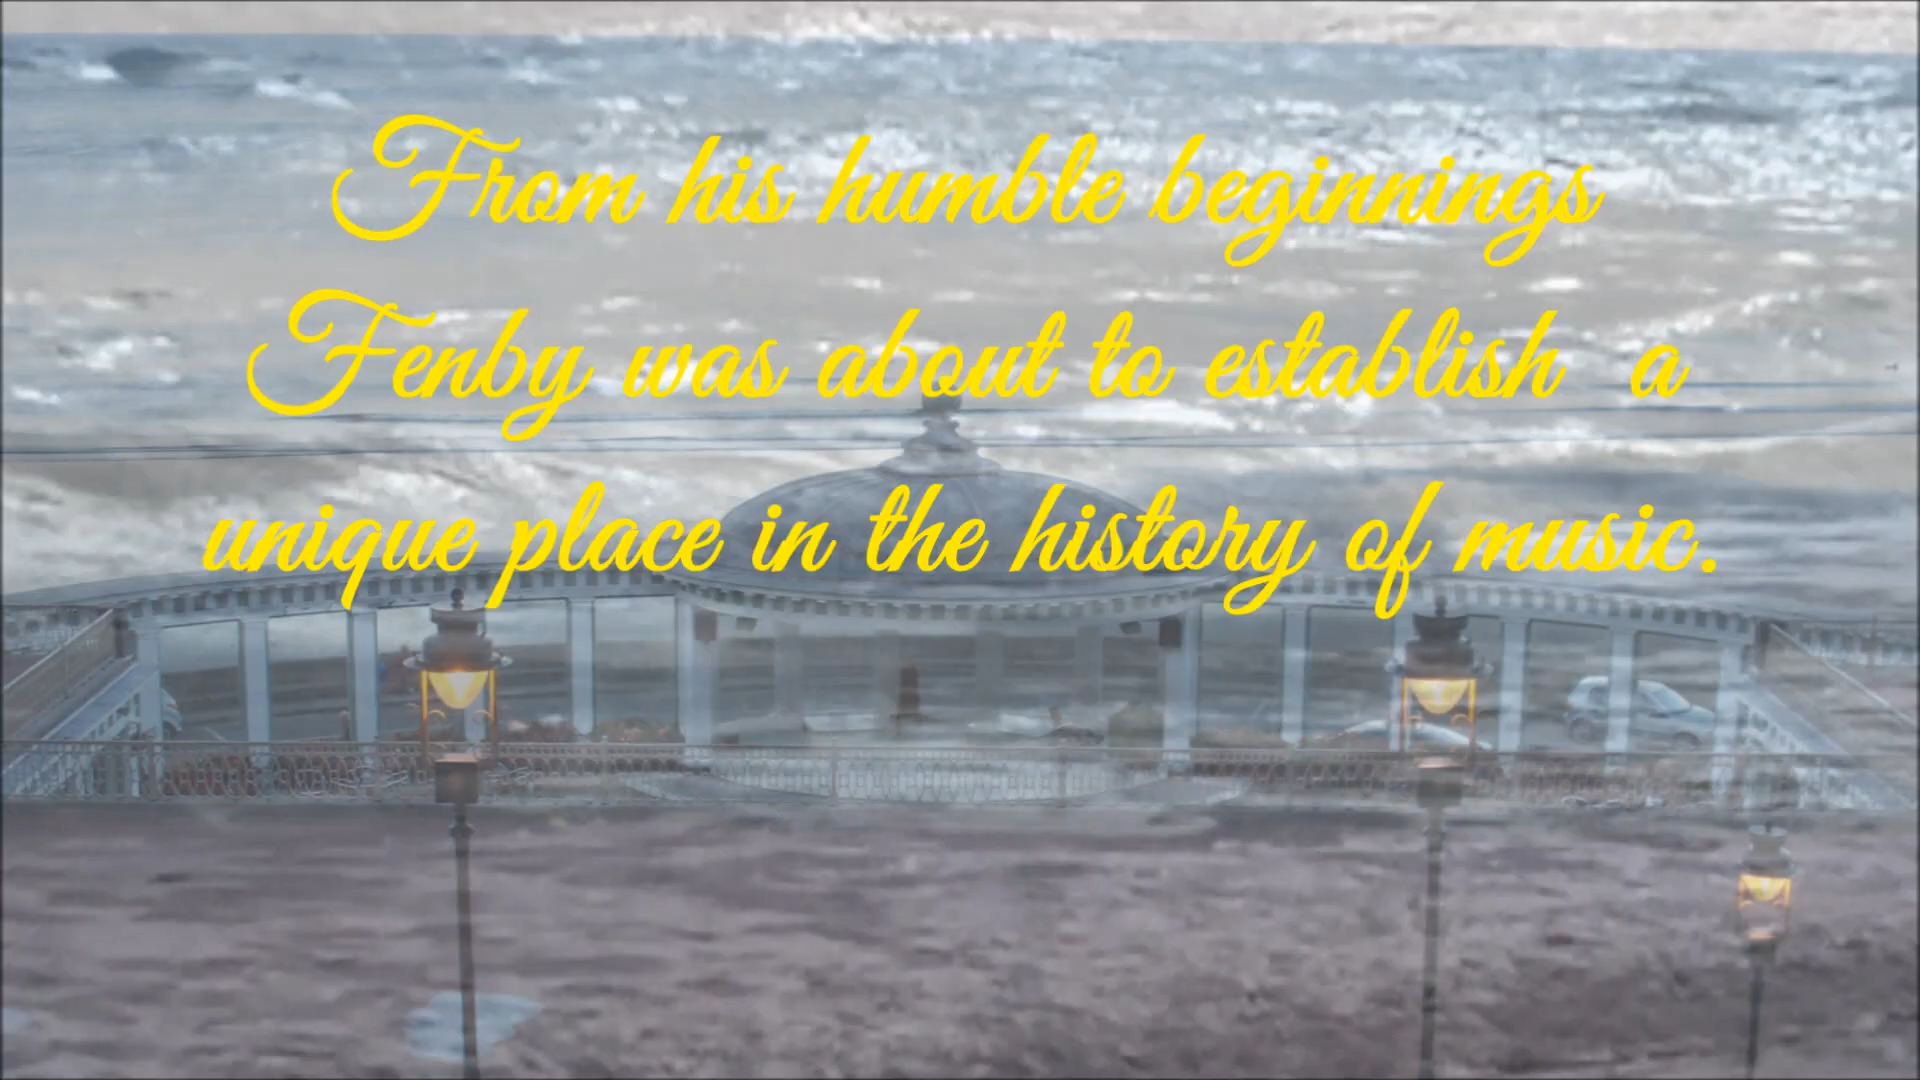 From his humble beginnings
Fenby was about to establish  a
unique place in the history of music.